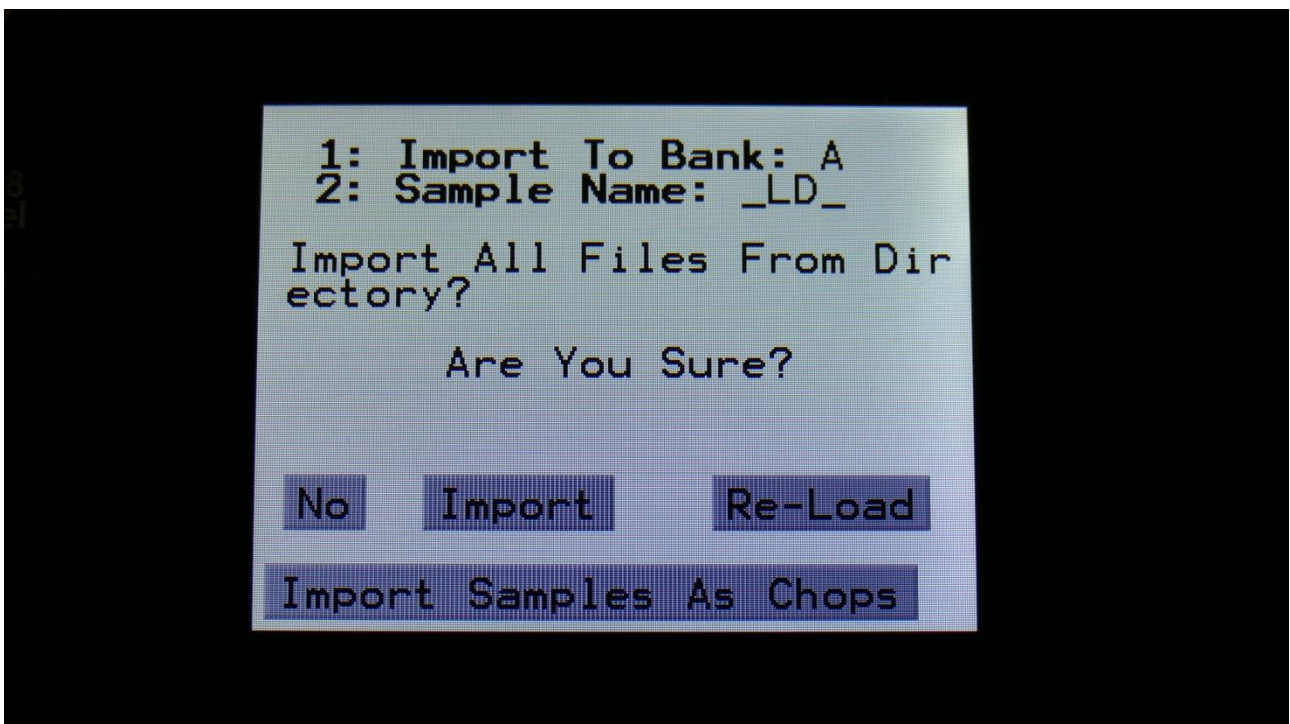 1: Import To Bank: A
2: Sample Name: _LD_
Import All Files From Dir
ectory?
Are You Sure?
No Import Re-Load
Import Samples As Chops